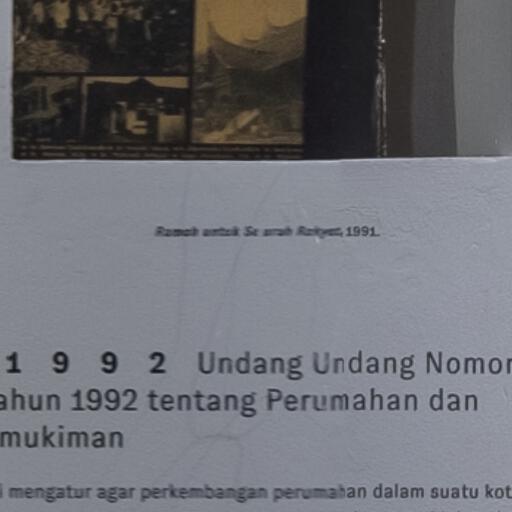 Rumah untuk Se uruh Rakyat, 1991.
1 9 9 2 Undang Undang Nomor
ahun 1992 tentang Perumahan dan
mukiman
i mengatur agar perkembangan perumahan dalam suatu kot